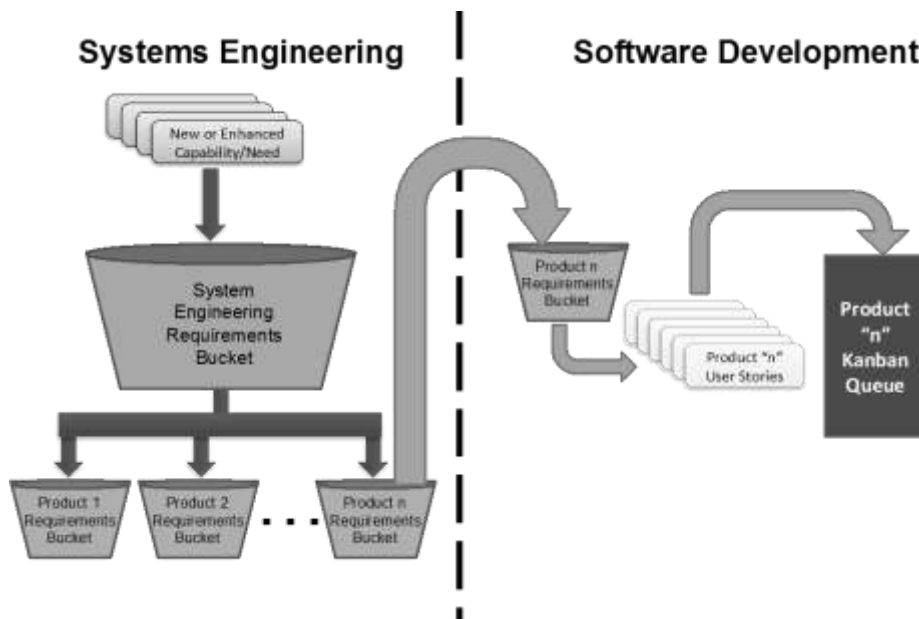 Systems Engineering
Software Development
New or Enhanced
Capability/Need
System
Engineering
Requirements
Bucket
Product 1
Requirements
Bucket
Product 2
Requirements
Bucket
. . .
Product n
Requirements
Bucket
Product n
Requirements
Bucket
Product “n”
User Stories
Product
“n”
Kanban
Queue